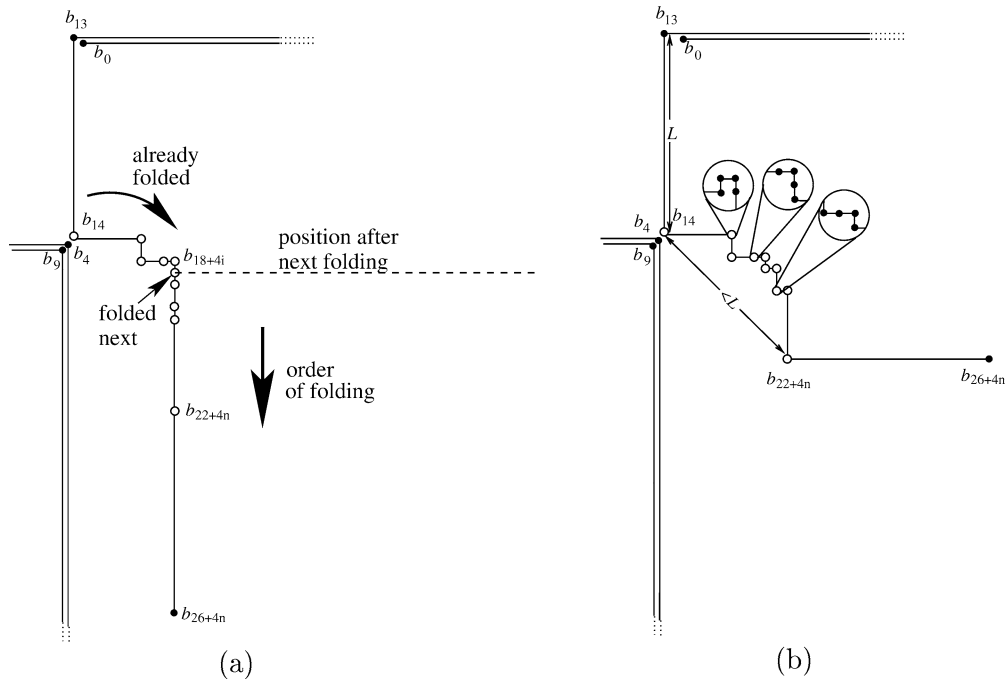 b13
b0
already
folded
b14
b4
b9
b18+4i
position after
next folding
folded
next
order
of folding
b22+4n
b26+4n
(a)
b13
b0
L
b4 b14
b9
<L
b22+4n
b26+4n
(b)